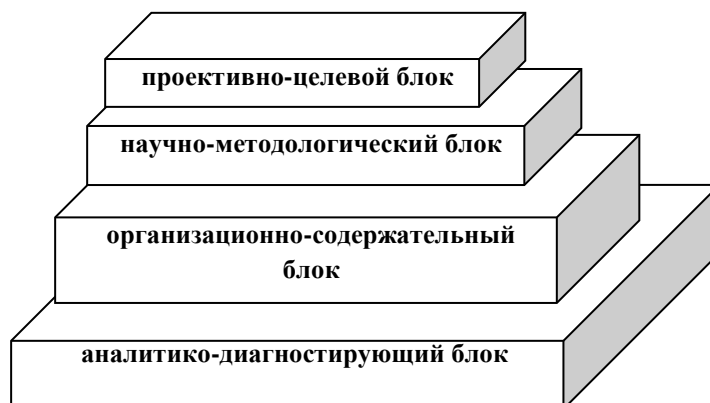 проективно-целевой блок
научно-методологический блок
организационно-содержательный
блок
аналитико-диагностирующий блок